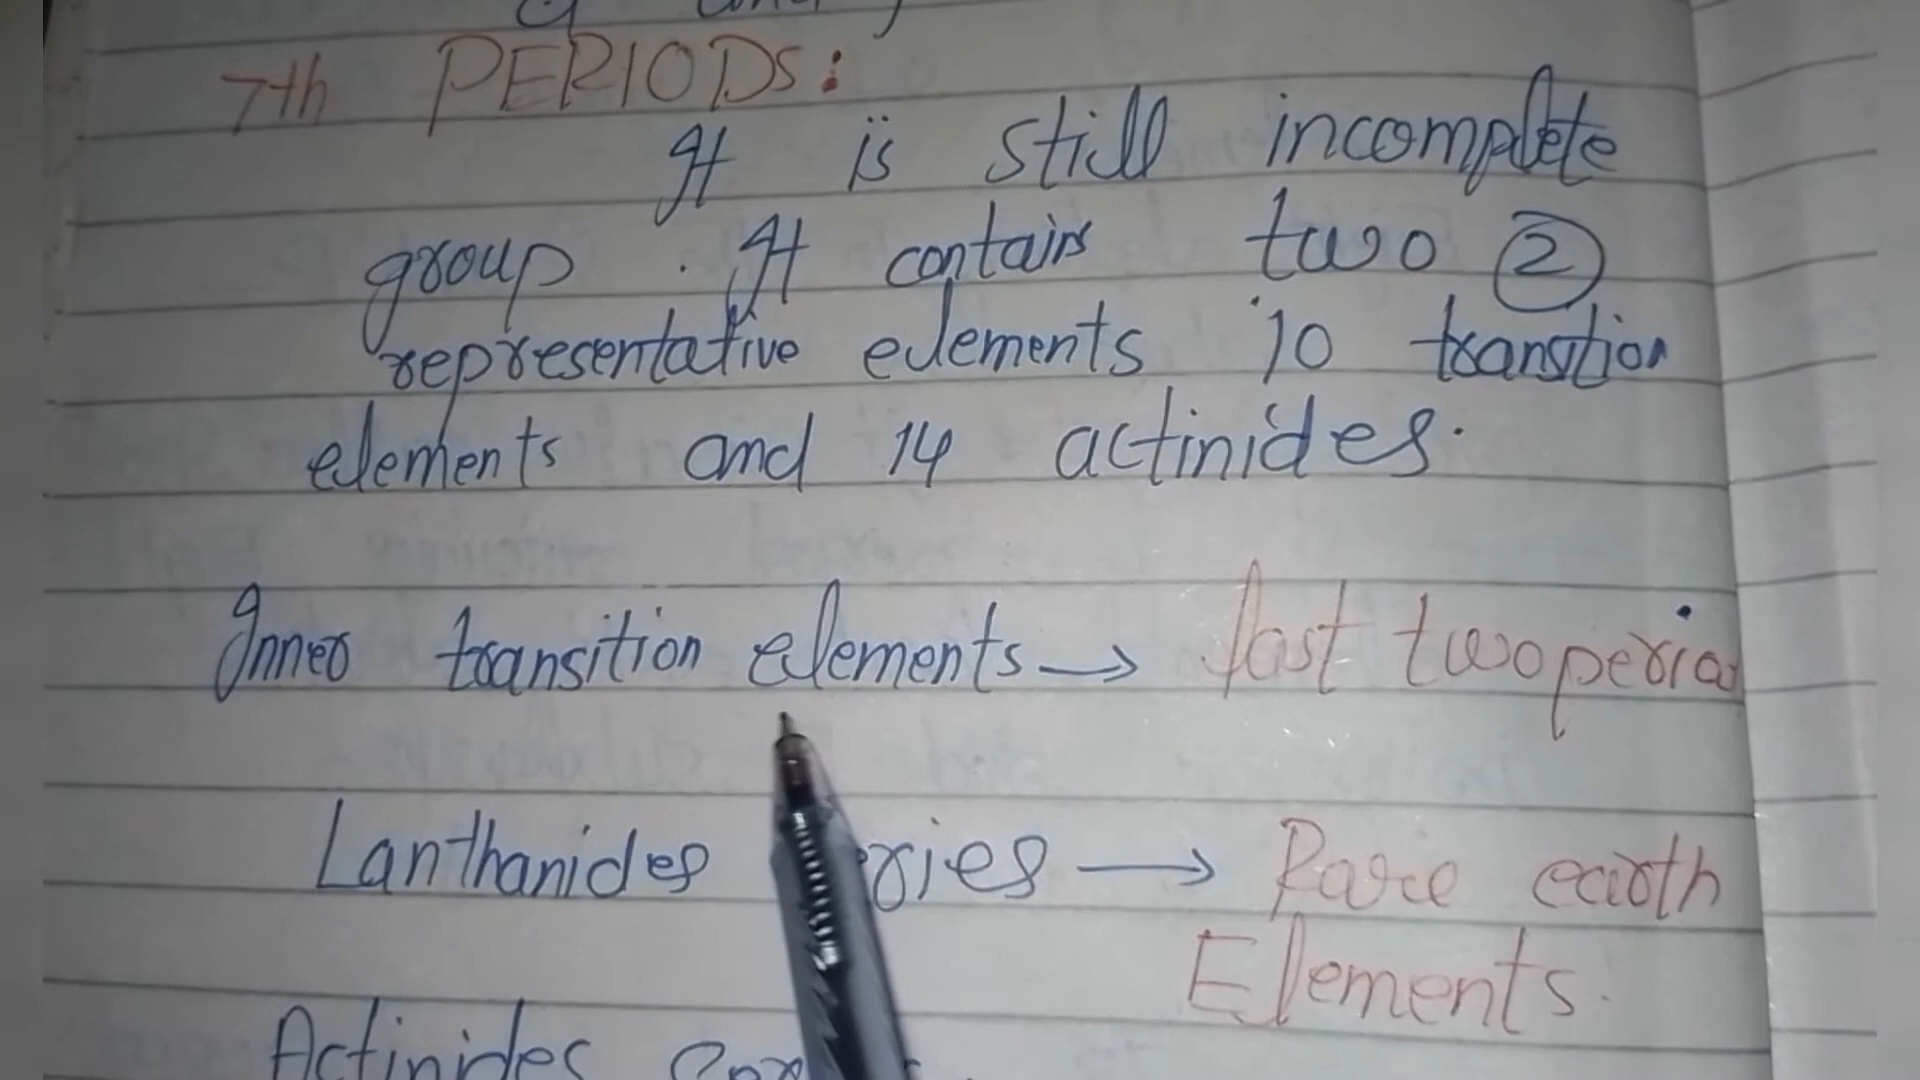 7th PERIODS:
It is still incomplete
group. It contains two 2
representative elements 10 transition
elements and 14 actinides.
Inner transition elements → last two perio
Lanthanides ries → Rare earth
Elements.
Actinides